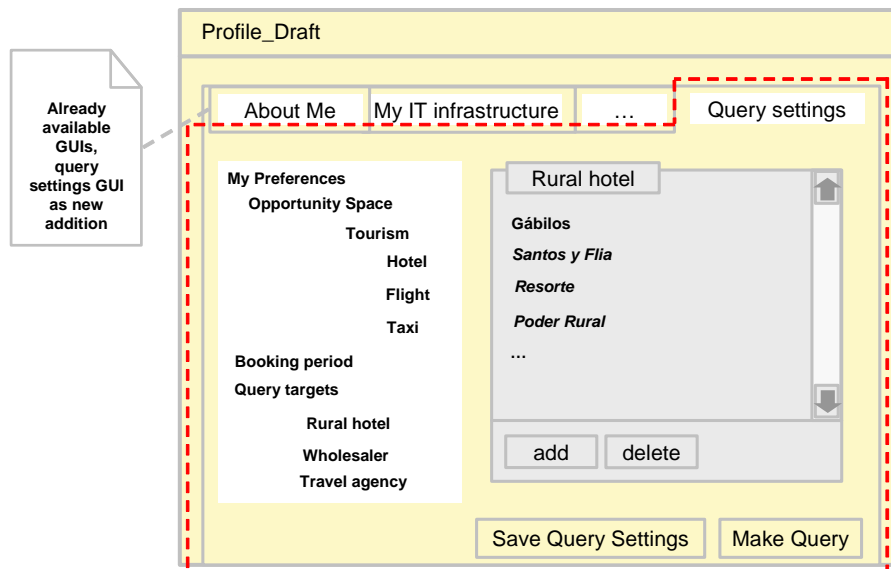 Profile_Draft
Already
available
GUIs,
query
settings GUI
as new
addition
About Me
My IT infrastructure
...
Query settings
My Preferences
Opportunity Space
Tourism
Hotel
Flight
Taxi
Booking period
Query targets
Rural hotel
Wholesaler
Travel agency
Rural hotel
Gábilos
Santos y Flia
Resorte
Poder Rural
...
add
delete
Save Query Settings
Make Query